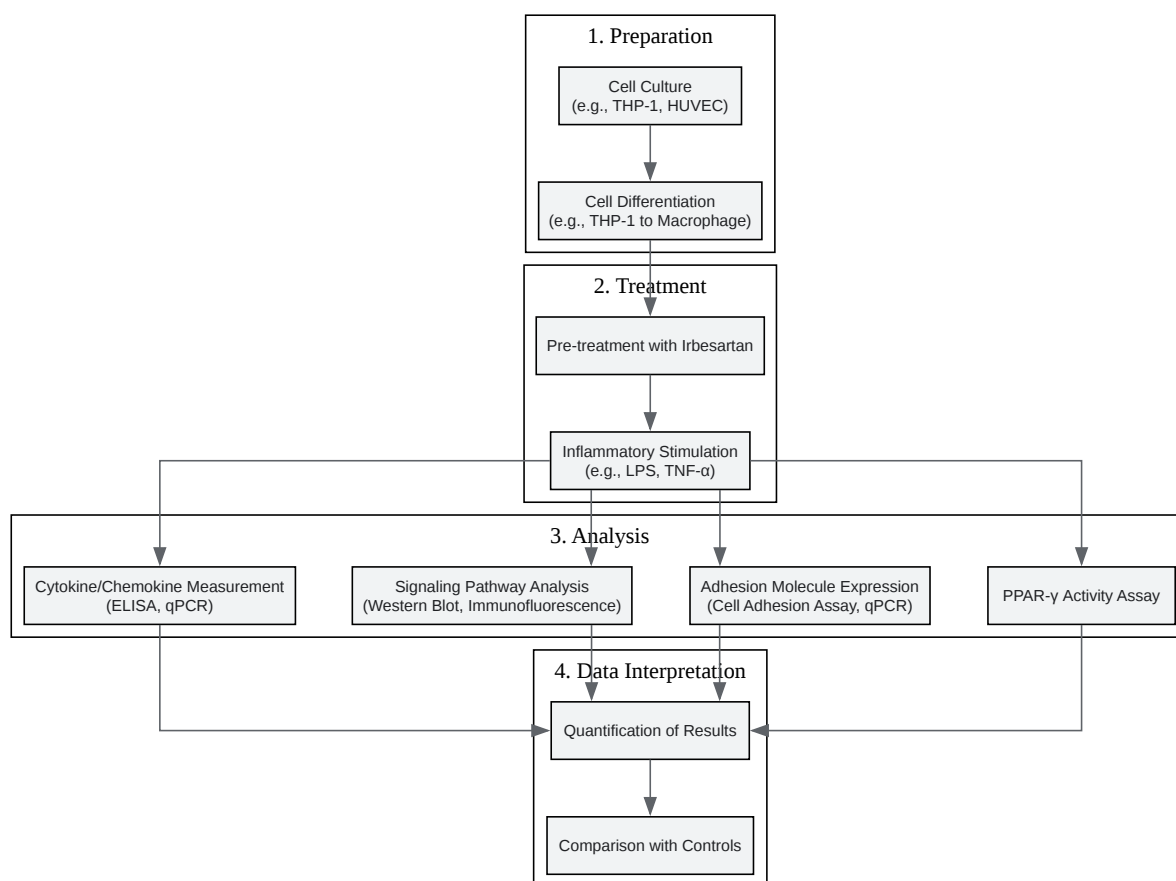 1. Preparation
Cell Culture
(e.g., THP-1, HUVEC)
Cell Differentiation
(e.g., THP-1 to Macrophage)
2. Treatment
Pre-treatment with Irbesartan
Inflammatory Stimulation
(e.g., LPS, TNF-α)
3. Analysis
Cytokine/Chemokine Measurement
(ELISA, qPCR)
Signaling Pathway Analysis
(Western Blot, Immunofluorescence)
Adhesion Molecule Expression
(Cell Adhesion Assay, qPCR)
PPAR-γ Activity Assay
4. Data Interpretation
Quantification of Results
Comparison with Controls